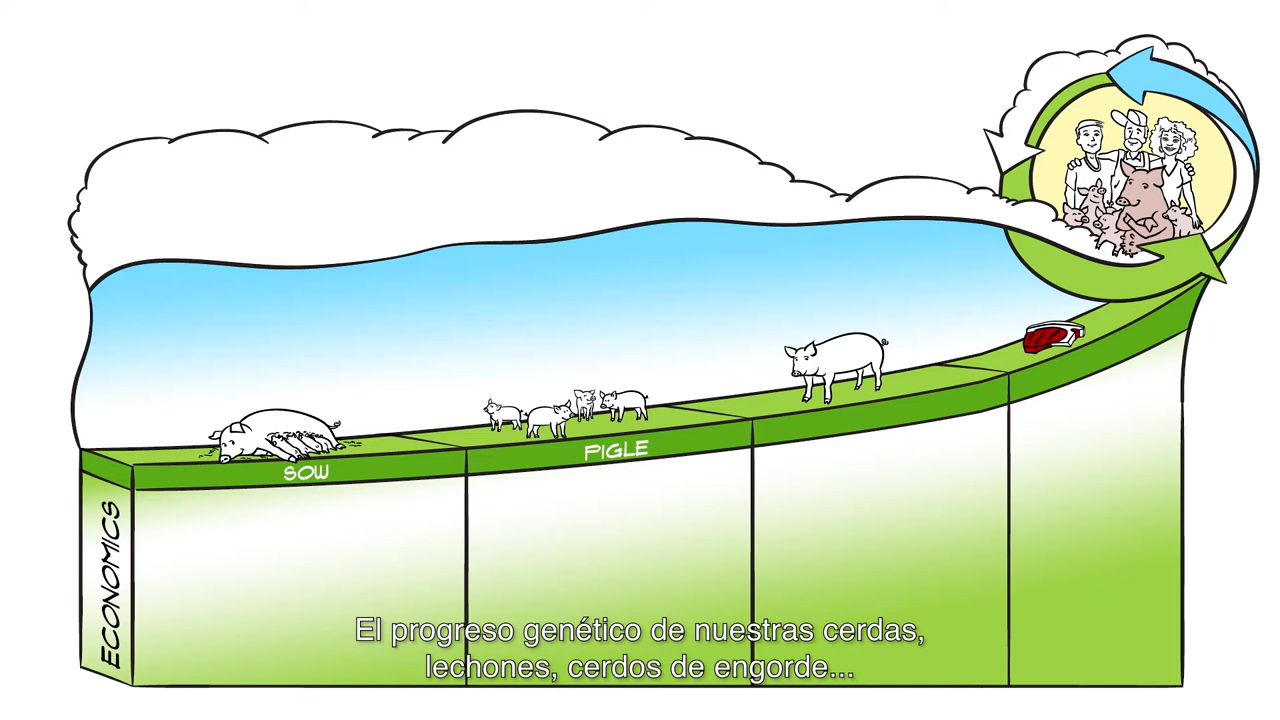 SOW
PIGLE
ECONOMICS
El progreso genético de nuestras cerdas,
lechones, cerdos de engorde...